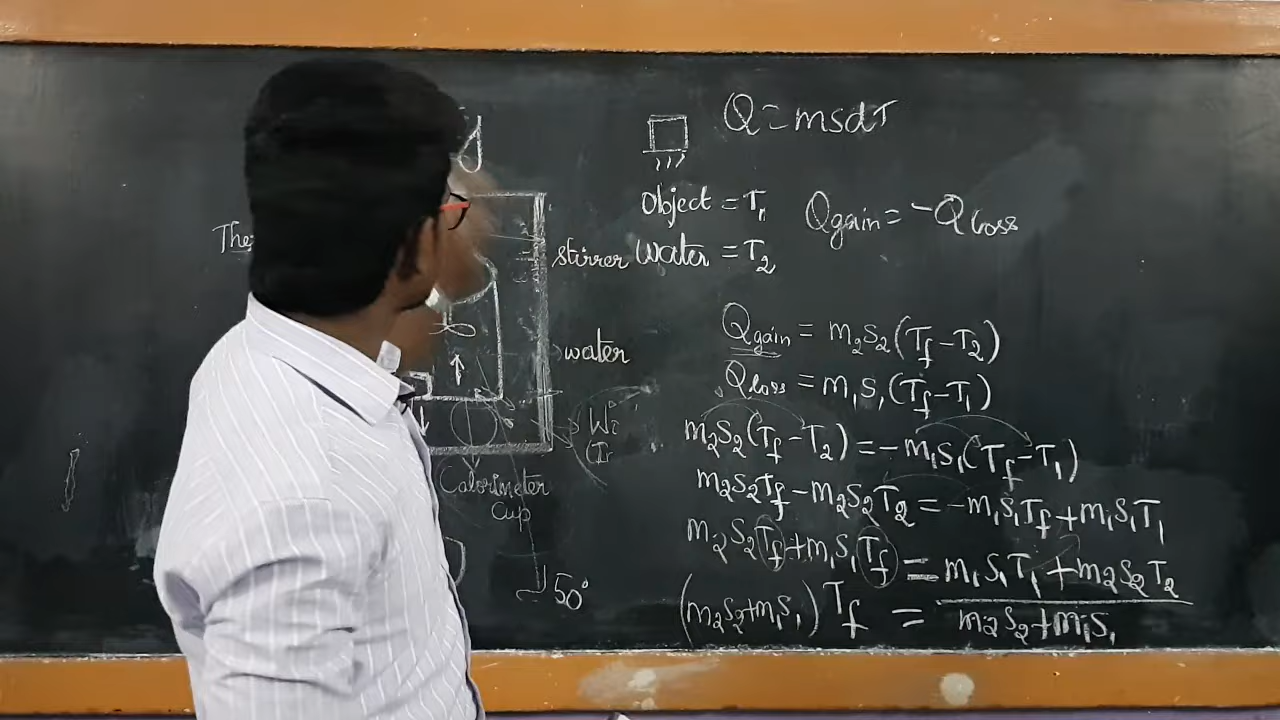 Q = msdT
The
object = T₁
Qgain = -Q Loss
stirrer
water = T₂
Qgain = m₂s₂(T_f - T₂)
water
Qloss = m₁s₁(T_f - T₁)
m₂s₂(T_f - T₂) = -m₁s₁(T_f - T₁)
Calorimeter
cup
m₂s₂T_f - m₂s₂T₂ = -m₁s₁T_f + m₁s₁T₁
m₂s₂T_f + m₁s₁T_f = m₁s₁T₁ + m₂s₂T₂
50°
(m₂s₂+m₁s₁) T_f = m₂s₂+m₁s₁